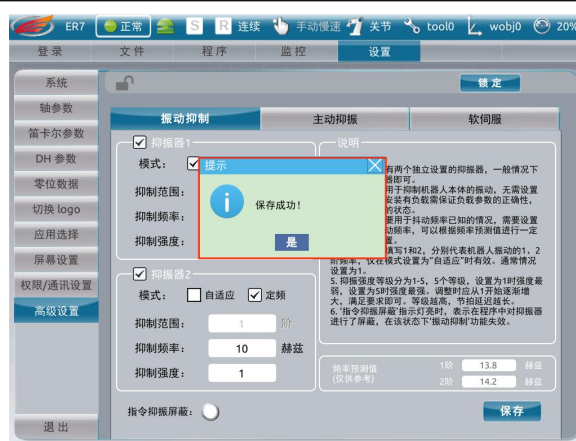 ER7 正常 S R 连续 手动慢速 关节 tool0 wobj0 20%
登录 文件 程序 监控 设置
系统
轴参数
笛卡尔参数
DH 参数
零位数据
切换 logo
应用选择
屏幕设置
权限/通讯设置
高级设置
退出
锁定
振动抑制 主动抑振 软伺服
抑振器1
模式：
抑制范围：
抑制频率：
抑制强度：
提示
保存成功！
是
抑振器2
模式： 自适应 定频
抑制范围： 1 阶
抑制频率： 10 赫兹
抑制强度： 1
指令抑振屏蔽：
说明
有两个独立设置的抑振器，一般情况下
器即可。
用于抑制机器人本体的振动，无需设置
安装有负载需保证负载参数的正确性，
的状态。
要用于抖动频率已知的情况，需要设置
动频率，可以根据频率预测值进行一定
置。
填写1和2，分别代表机器人振动的1、2
阶频率，仅在模式设置为"自适应"时有效。通常情况
设置为1。
5. 抑振强度等级分为1-5，5个等级，设置为1时强度最
弱，设置为5时强度最强。调整时应从1开始逐渐增
大，满足要求即可。等级越高，节拍延迟越长。
6. '指令抑振屏蔽'指示灯亮时，表示在程序中对抑振器
进行了屏蔽，在该状态下'振动抑制'功能失效。
频率预测值
(仅供参考)
1阶 13.8 赫兹
2阶 14.2 赫兹
保存